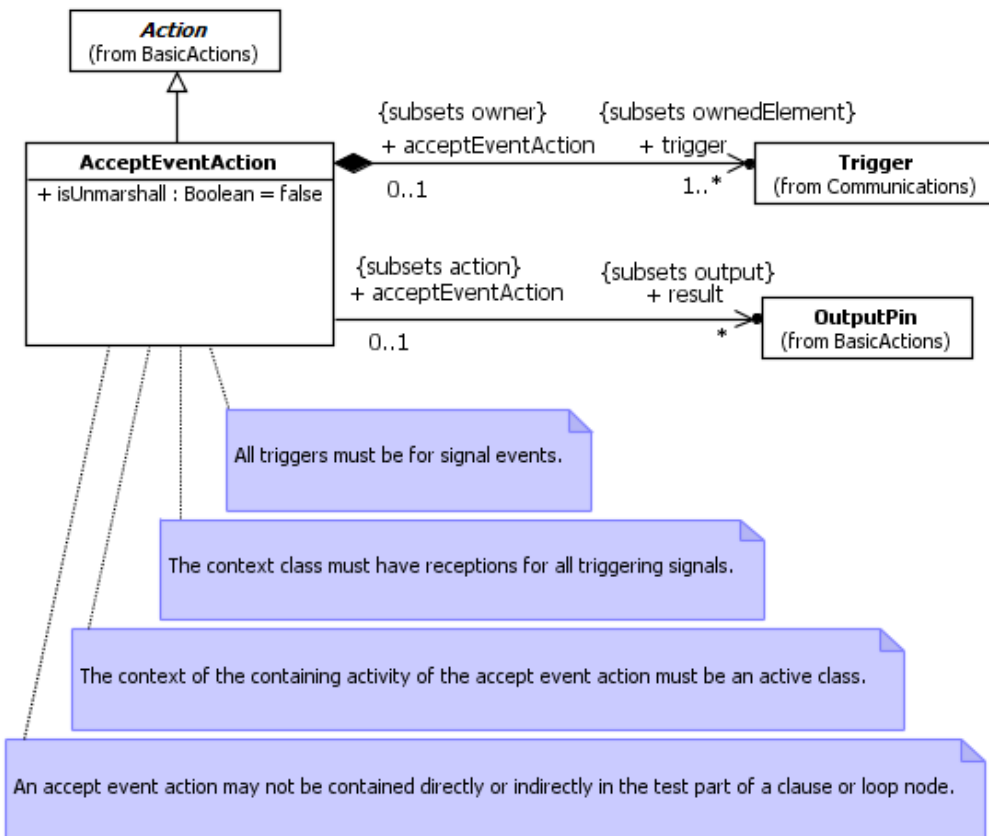 Action
(from BasicActions)
{subsets owner} {subsets ownedElement}
+ acceptEventAction + trigger
AcceptEventAction
Trigger
(from Communications)
+ isUnmarshall : Boolean = false
0..1 1..*
{subsets action} {subsets output}
+ acceptEventAction + result
OutputPin
(from BasicActions)
0..1 *
All triggers must be for signal events.
The context class must have receptions for all triggering signals.
The context of the containing activity of the accept event action must be an active class.
An accept event action may not be contained directly or indirectly in the test part of a clause or loop node.